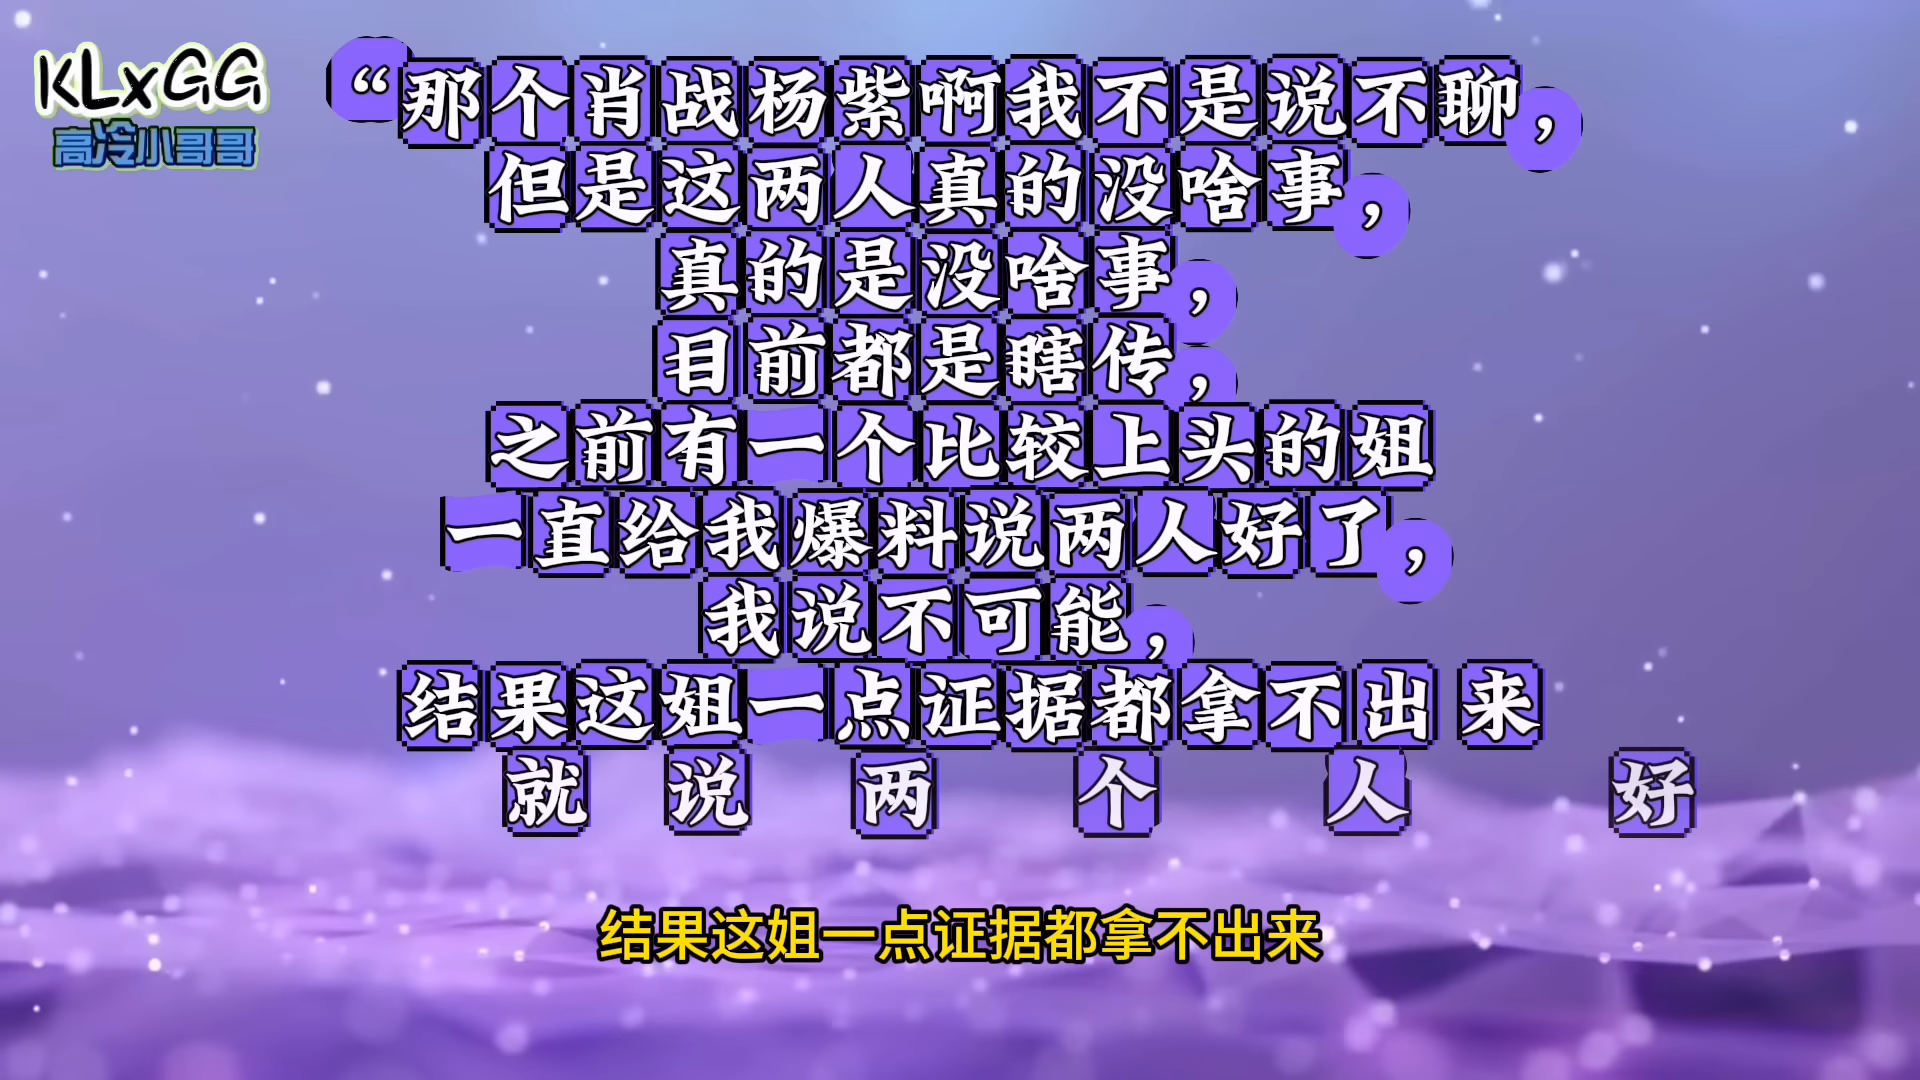 KLxGG
高冷小哥哥
“那个肖战杨紫啊我不是说不聊，
但是这两人真的没啥事，
真的是没啥事，
目前都是瞎传，
之前有一个比较上头的姐
一直给我爆料说两人好了，
我说不可能，
结果这姐一点证据都拿不出来
就说两个人好
结果这姐一点证据都拿不出来